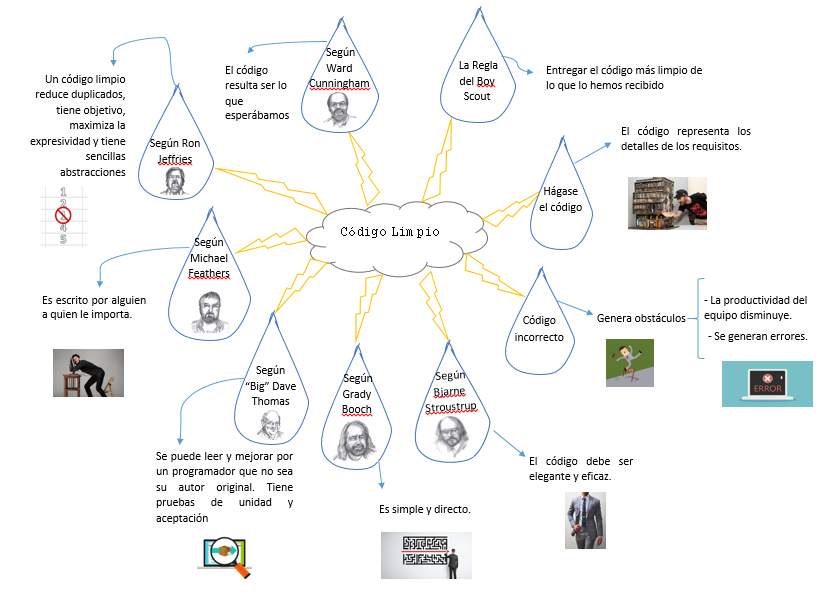 Código Limpio
Según
Ward
Cunningham
El código
resulta ser lo
que
esperábamos
La Regla
del Boy
Scout
Entregar el código más limpio de
lo que lo hemos recibido
Un código limpio
reduce duplicados,
tiene objetivo,
maximiza la
expresividad y tiene
sencillas
abstracciones
Según Ron
Jeffries
1
2
3
4
5
Hágase
el código
El código representa los
detalles de los requisitos.
Según
Michael
Feathers
Es escrito por alguien
a quien le importa.
Código
incorrecto
Genera obstáculos
- La productividad del
equipo disminuye.
- Se generan errores.
ERROR
Según
“Big” Dave
Thomas
Se puede leer y mejorar por
un programador que no sea
su autor original. Tiene
pruebas de unidad y
aceptación
Según
Grady
Booch
Es simple y directo.
Según
Bjarne
Stroustrup
El código debe ser
elegante y eficaz.